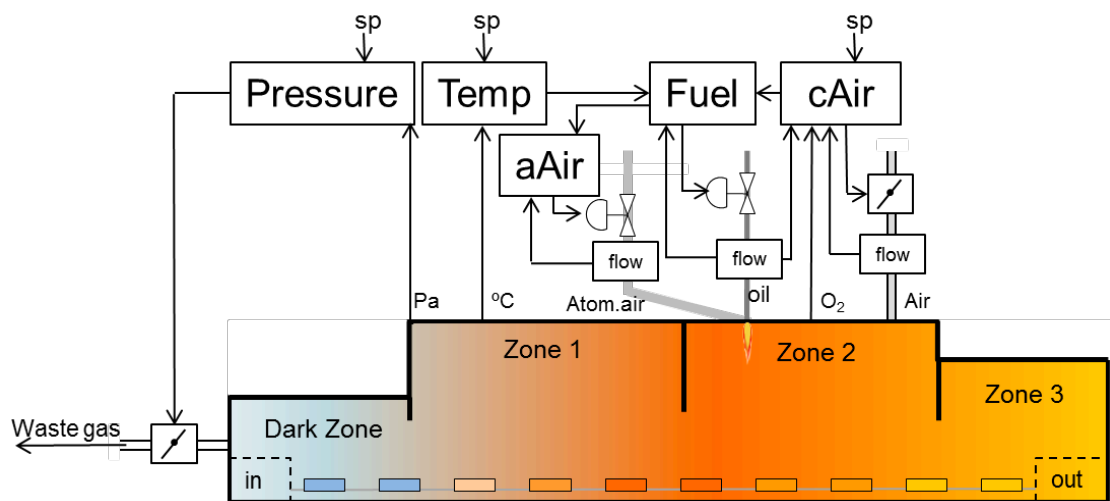 sp
sp
sp
Pressure
Temp
Fuel
cAir
aAir
flow
flow
flow
Pa
ºC
Atom.air
oil
O₂
Air
Zone 1
Zone 2
Zone 3
Waste gas
Dark Zone
in
out